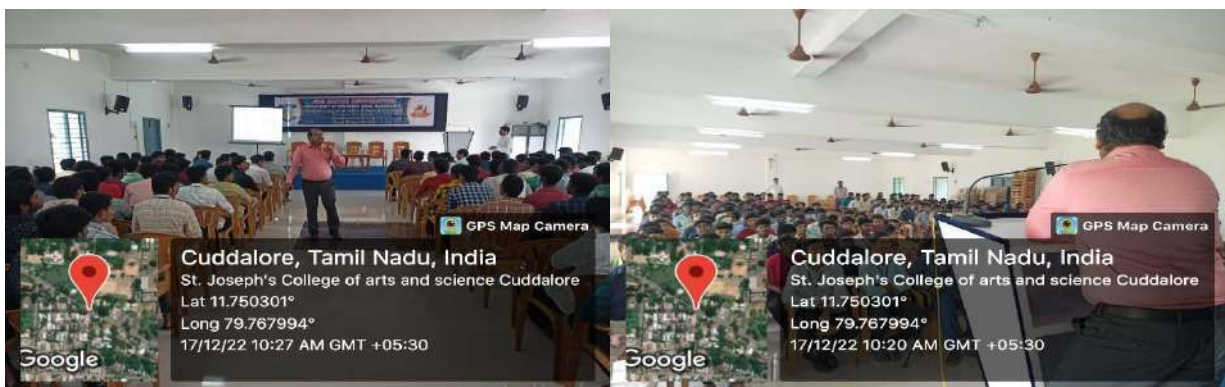 GPS Map Camera
Cuddalore, Tamil Nadu, India
St. Joseph's College of arts and science Cuddalore
Lat 11.750301°
Long 79.767994°
17/12/22 10:27 AM GMT +05:30
Google
GPS Map Camera
Cuddalore, Tamil Nadu, India
St. Joseph's College of arts and science Cuddalore
Lat 11.750301°
Long 79.767994°
17/12/22 10:20 AM GMT +05:30
Google